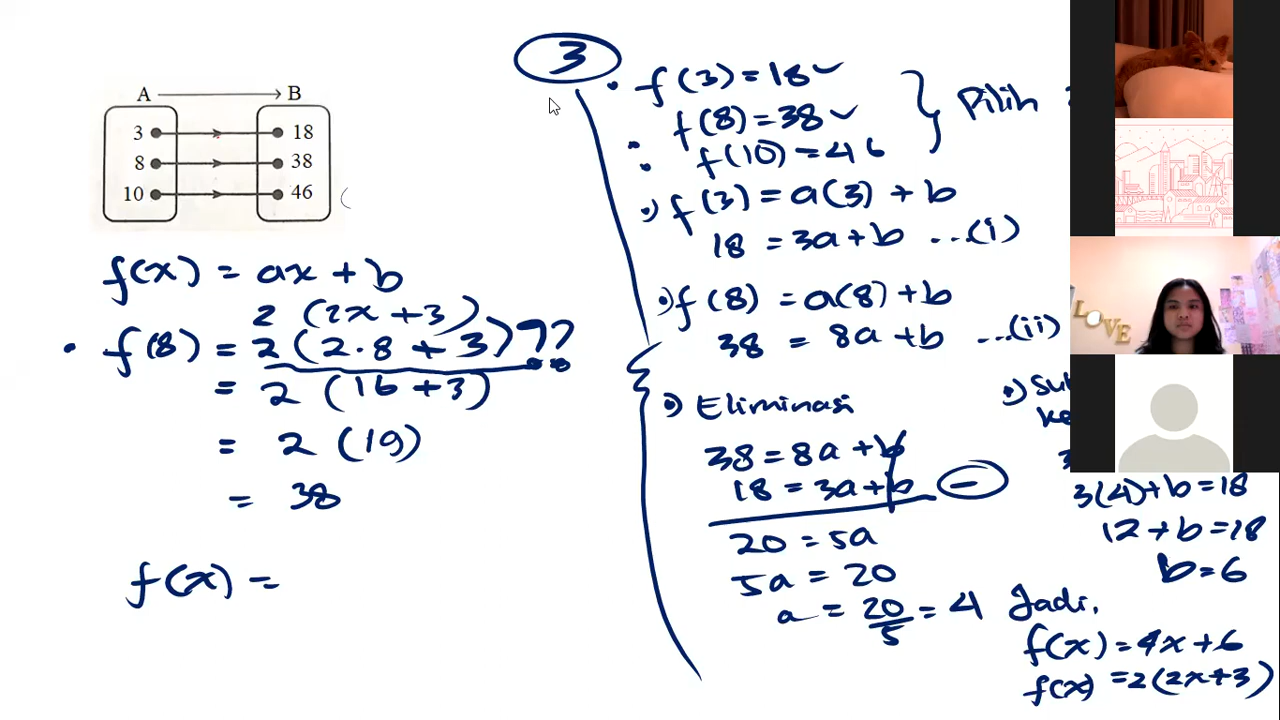 A B
3 18
8 38
10 46
f(x) = ax + b
2 (2x + 3)
• f(8) = 2 (2·8 + 3) ??
= 2 (16 + 3)
= 2 (19)
= 38
f(x) =
3
• f(3) = 18 ✓
f(8) = 38 ✓
f(10) = 46
Pilih
•) f(3) = a(3) + b
18 = 3a + b ...(i)
•) f(8) = a(8) + b
38 = 8a + b ...(ii)
•) Eliminasi
38 = 8a + b
18 = 3a + b −
20 = 5a
5a = 20
a = 20/5 = 4
3(4) + b = 18
12 + b = 18
b = 6
Jadi,
f(x) = 4x + 6
f(x) = 2(2x + 3)
LOVE